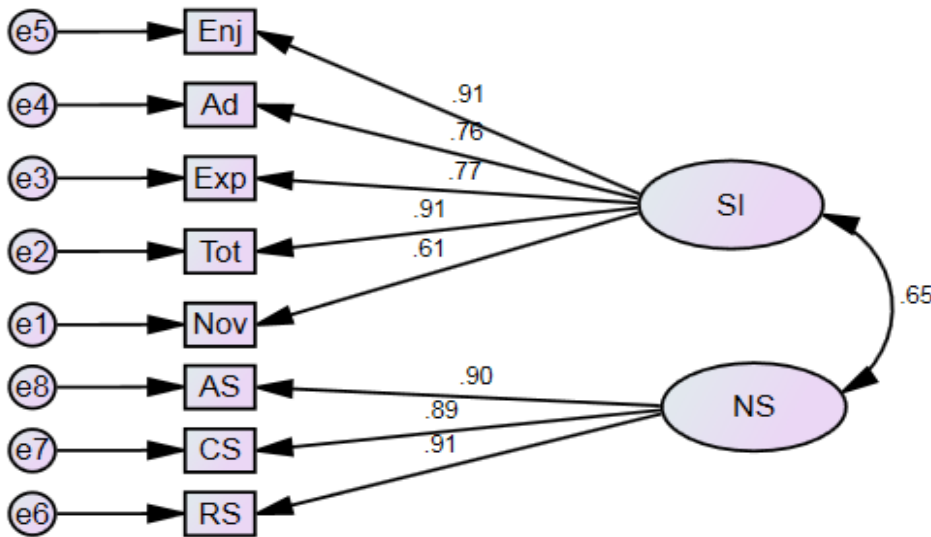 e5
Enj
.91
e4
Ad
.76
e3
Exp
.77
SI
e2
Tot
.91
.61
e1
Nov
.65
e8
AS
.90
NS
e7
CS
.89
.91
e6
RS